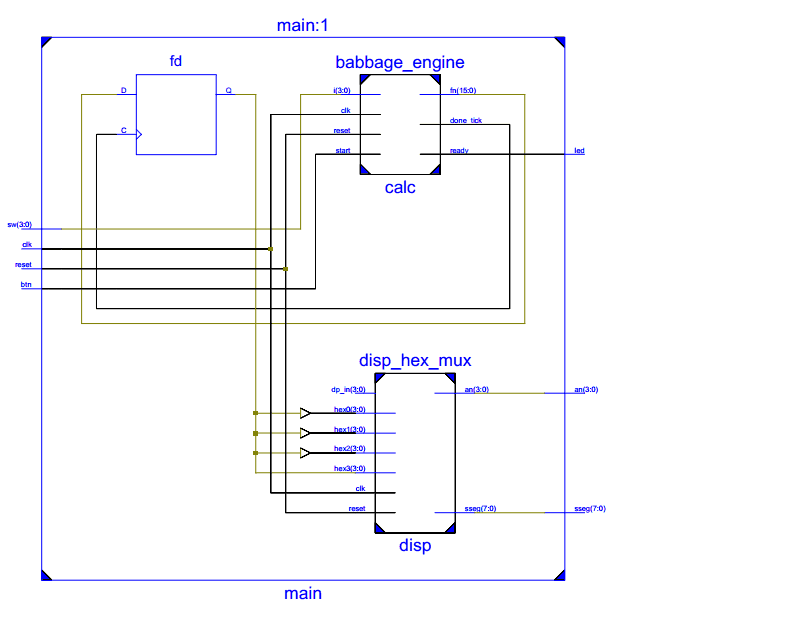 main:1
fd
babbage_engine
D
Q
i(3:0)
fn(15:0)
clk
done_tick
C
reset
start
ready
led
calc
sw(3:0)
clk
reset
btn
disp_hex_mux
dp_in(3:0)
an(3:0)
an(3:0)
hex0(3:0)
hex1(3:0)
hex2(3:0)
hex3(3:0)
clk
reset
sseg(7:0)
sseg(7:0)
disp
main